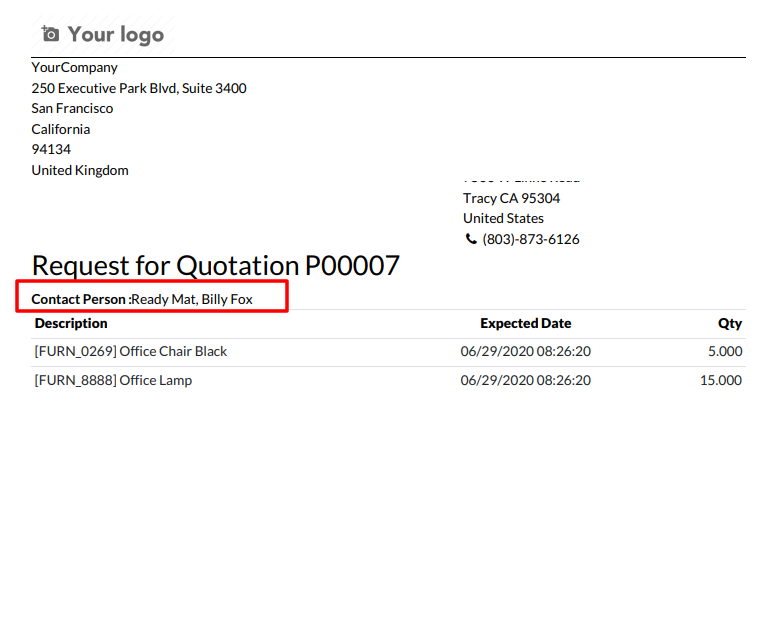 Your logo
YourCompany
250 Executive Park Blvd, Suite 3400
San Francisco
California
94134
United Kingdom
Tracy CA 95304
United States
(803)-873-6126
Request for Quotation P00007
Contact Person :Ready Mat, Billy Fox
Description Expected Date Qty
[FURN_0269] Office Chair Black 06/29/2020 08:26:20 5.000
[FURN_8888] Office Lamp 06/29/2020 08:26:20 15.000